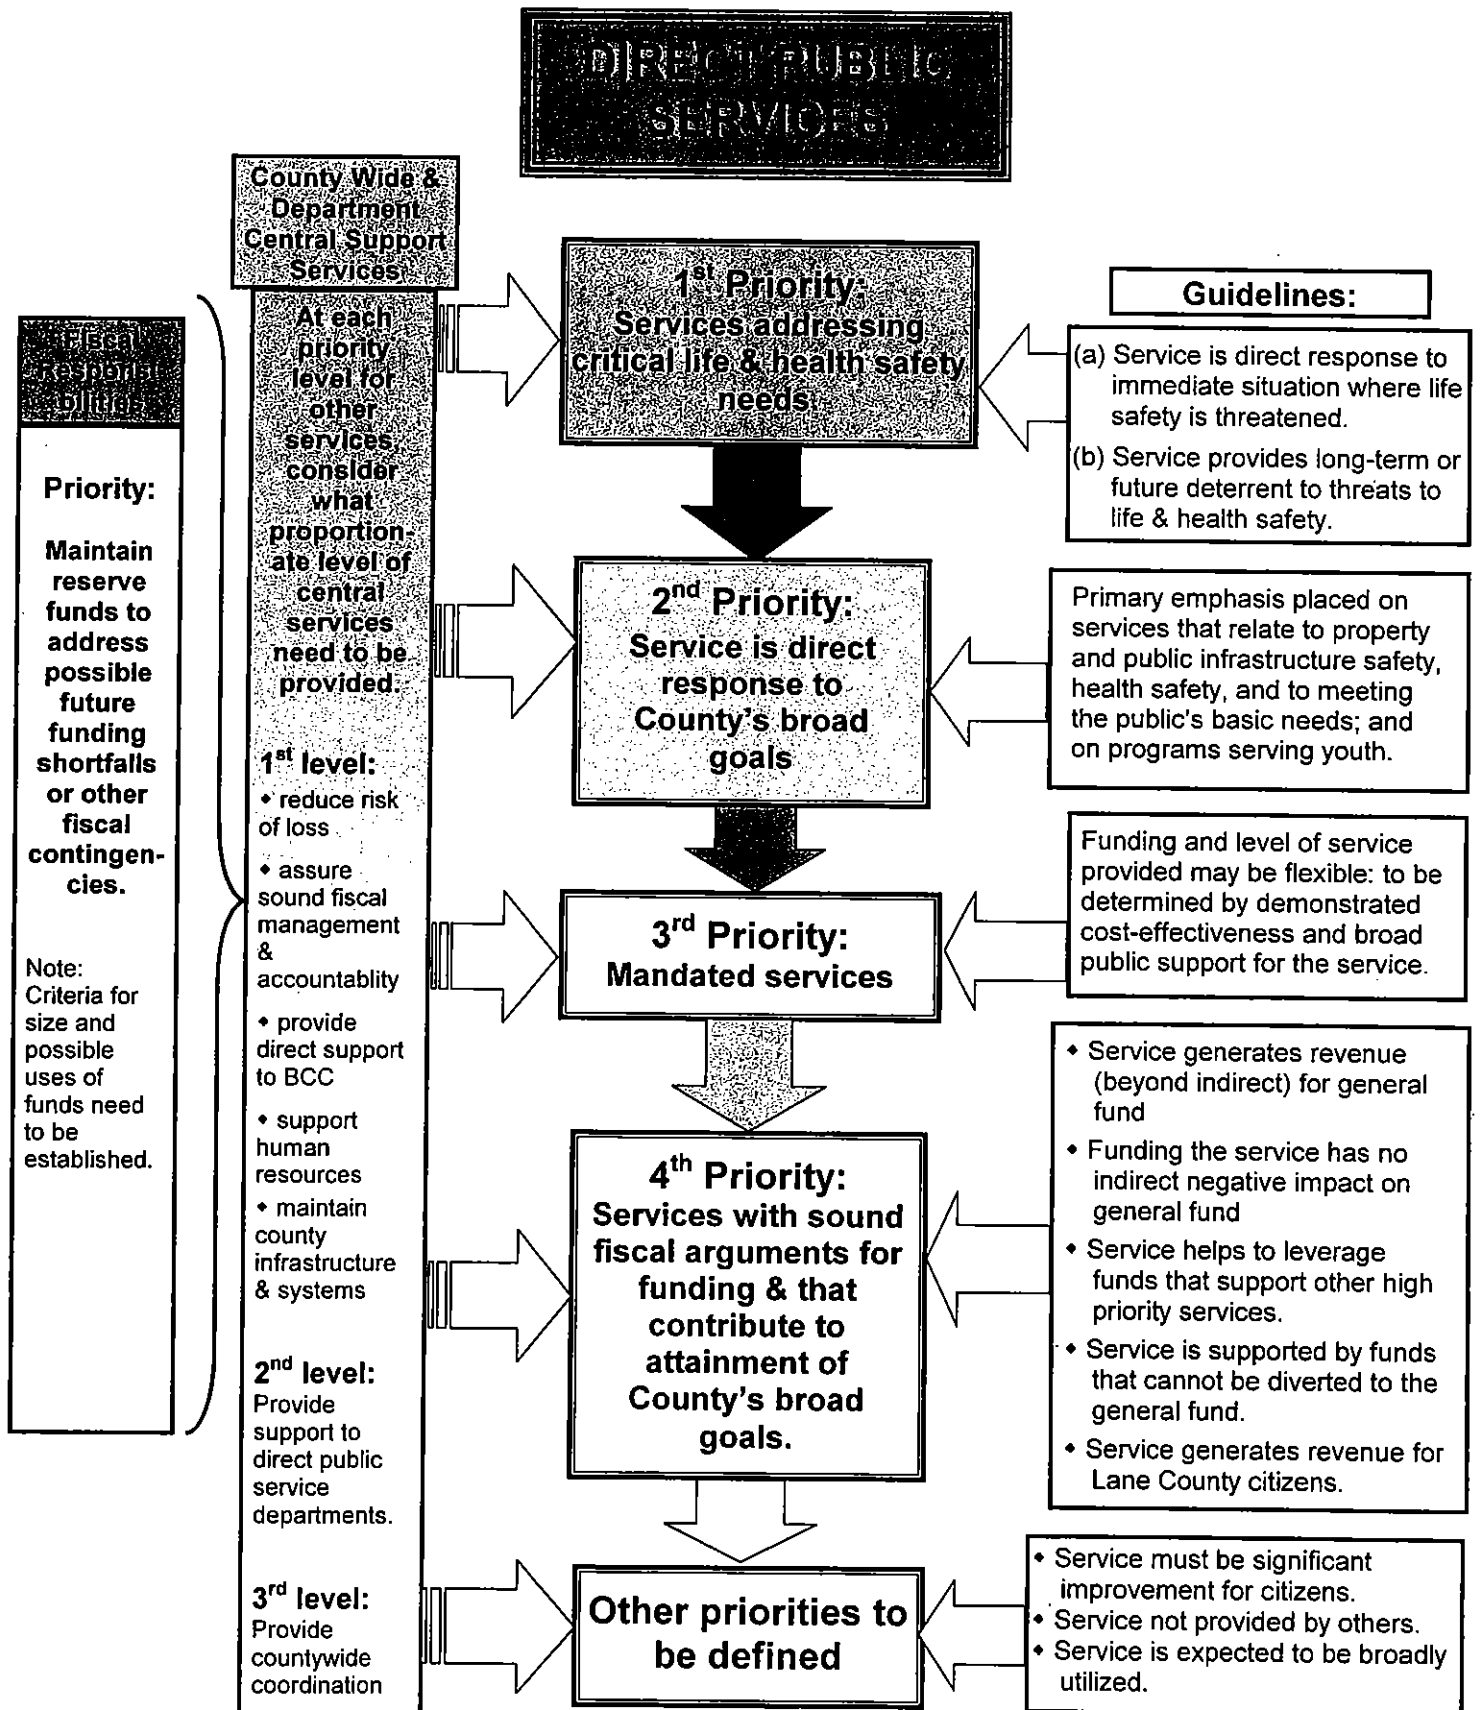 DIRECT PUBLIC
SERVICES
County Wide &
Department
Central Support
Services
Fiscal
Responsi
bilities
Priority:
Maintain
reserve
funds to
address
possible
future
funding
shortfalls
or other
fiscal
contingen-
cies.
Note:
Criteria for
size and
possible
uses of
funds need
to be
established.
At each
priority
level for
other
services,
consider
what
proportion-
ate level of
central
services
need to be
provided.
1st level:
• reduce risk
of loss
• assure
sound fiscal
management
&
accountablity
• provide
direct support
to BCC
• support
human
resources
• maintain
county
infrastructure
& systems
2nd level:
Provide
support to
direct public
service
departments.
3rd level:
Provide
countywide
coordination
1st Priority:
Services addressing
critical life & health safety
needs
2nd Priority:
Service is direct
response to
County's broad
goals
3rd Priority:
Mandated services
4th Priority:
Services with sound
fiscal arguments for
funding & that
contribute to
attainment of
County's broad
goals.
Other priorities to
be defined
Guidelines:
(a) Service is direct response to
immediate situation where life
safety is threatened.
(b) Service provides long-term or
future deterrent to threats to
life & health safety.
Primary emphasis placed on
services that relate to property
and public infrastructure safety,
health safety, and to meeting
the public's basic needs; and
on programs serving youth.
Funding and level of service
provided may be flexible: to be
determined by demonstrated
cost-effectiveness and broad
public support for the service.
• Service generates revenue
(beyond indirect) for general
fund
• Funding the service has no
indirect negative impact on
general fund
• Service helps to leverage
funds that support other high
priority services.
• Service is supported by funds
that cannot be diverted to the
general fund.
• Service generates revenue for
Lane County citizens.
• Service must be significant
improvement for citizens.
• Service not provided by others.
• Service is expected to be broadly
utilized.